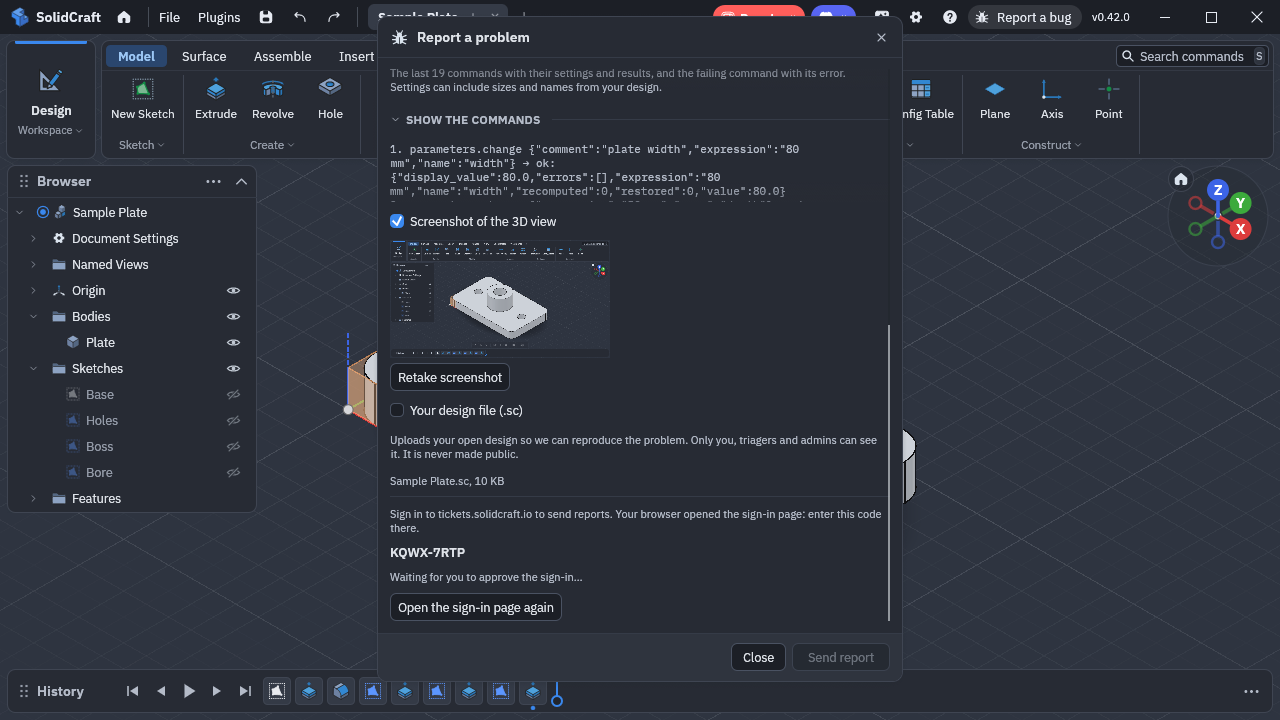 SolidCraft
File
Plugins
Report a bug
v0.42.0
Report a problem
Model
Surface
Assemble
Insert
Search commands
S
Design
Workspace
New Sketch
Extrude
Revolve
Hole
Plane
Axis
Point
Sketch
Create
Construct
The last 19 commands with their settings and results, and the failing command with its error.
Settings can include sizes and names from your design.
SHOW THE COMMANDS
1. parameters.change {"comment":"plate width","expression":"80
mm","name":"width"} → ok:
{"display_value":80.0,"errors":[],"expression":"80
mm","name":"width","recomputed":0,"restored":0,"value":80.0}
Screenshot of the 3D view
Retake screenshot
Your design file (.sc)
Uploads your open design so we can reproduce the problem. Only you, triagers and admins can see
it. It is never made public.
Sample Plate.sc, 10 KB
Sign in to tickets.solidcraft.io to send reports. Your browser opened the sign-in page: enter this code
there.
KQWX-7RTP
Waiting for you to approve the sign-in...
Open the sign-in page again
Close
Send report
Browser
Sample Plate
Document Settings
Named Views
Origin
Bodies
Plate
Sketches
Base
Holes
Boss
Bore
Features
Z
Y
X
History